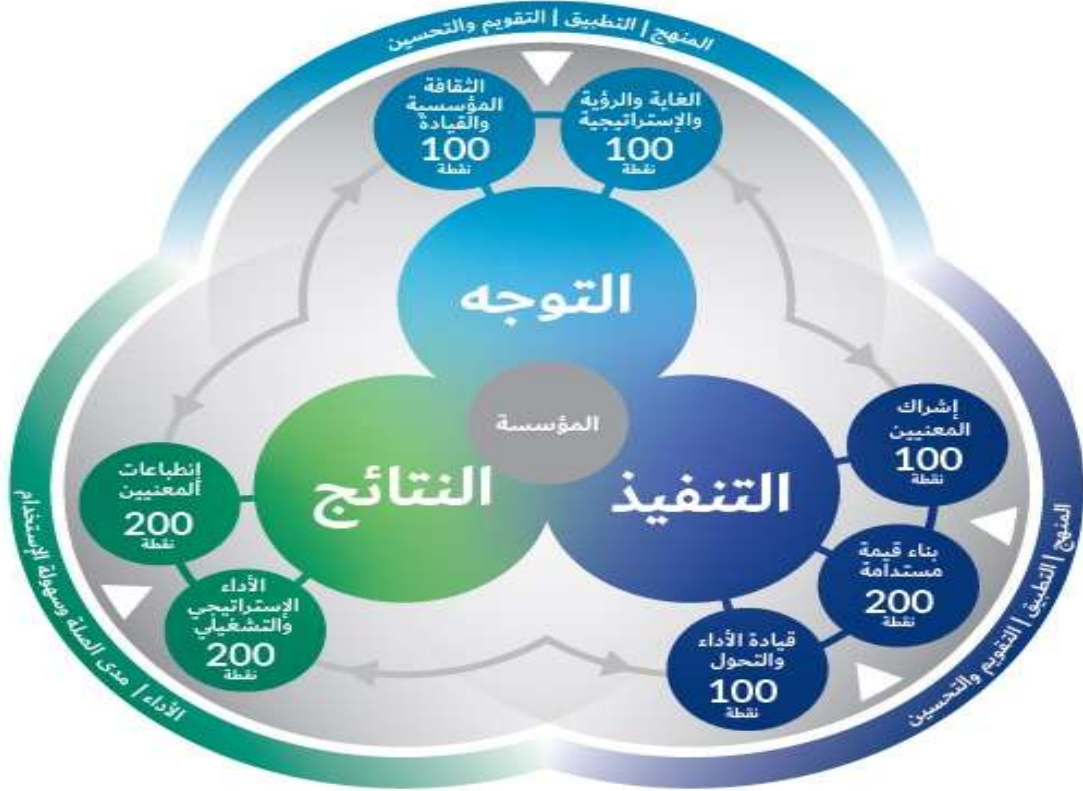 المنهج | التطبيق | التقويم والتحسين
الغاية والرؤية
والإستراتيجية
100
نقطة
الثقافة
المؤسسية
والقيادة
100
نقطة
التوجه
المؤسسة
التنفيذ
النتائج
إشراك
المعنيين
100
نقطة
بناء قيمة
مستدامة
200
نقطة
قيادة الأداء
والتحول
100
نقطة
المنهج | التطبيق | التقويم والتحسين
إنطباعات
المعنيين
200
نقطة
الأداء
الإستراتيجي
والتشغيلي
200
نقطة
الأداء | مدى الصلة وسهولة الإستخدام